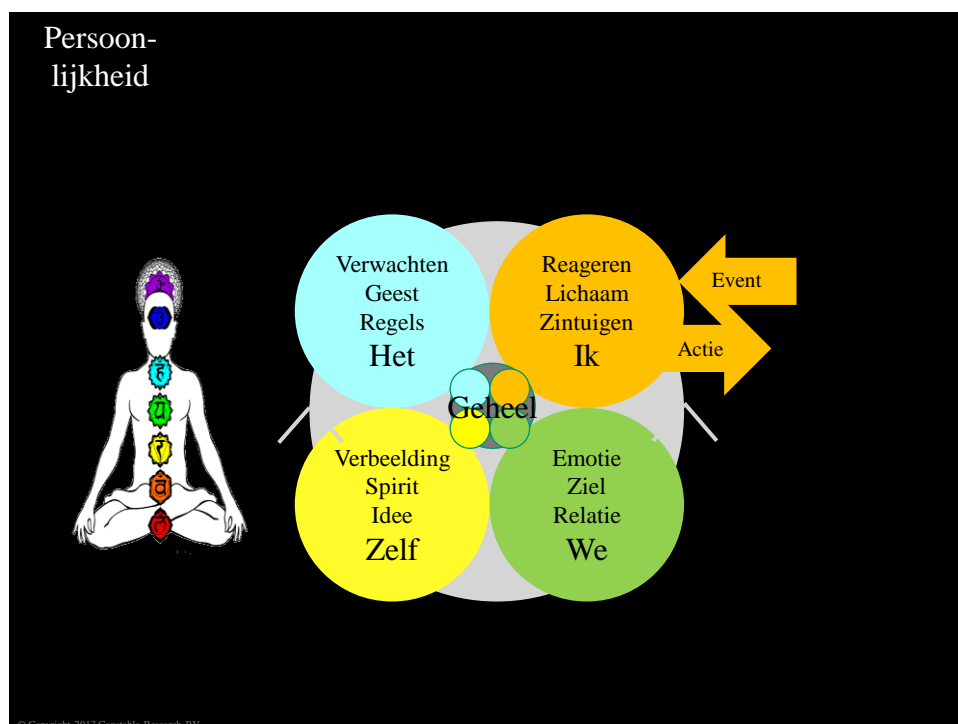 Persoon-
lijkheid
Verwachten
Geest
Regels
Het
Reageren
Lichaam
Zintuigen
Ik
Event
Actie
Geheel
Verbeelding
Spirit
Idee
Zelf
Emotie
Ziel
Relatie
We